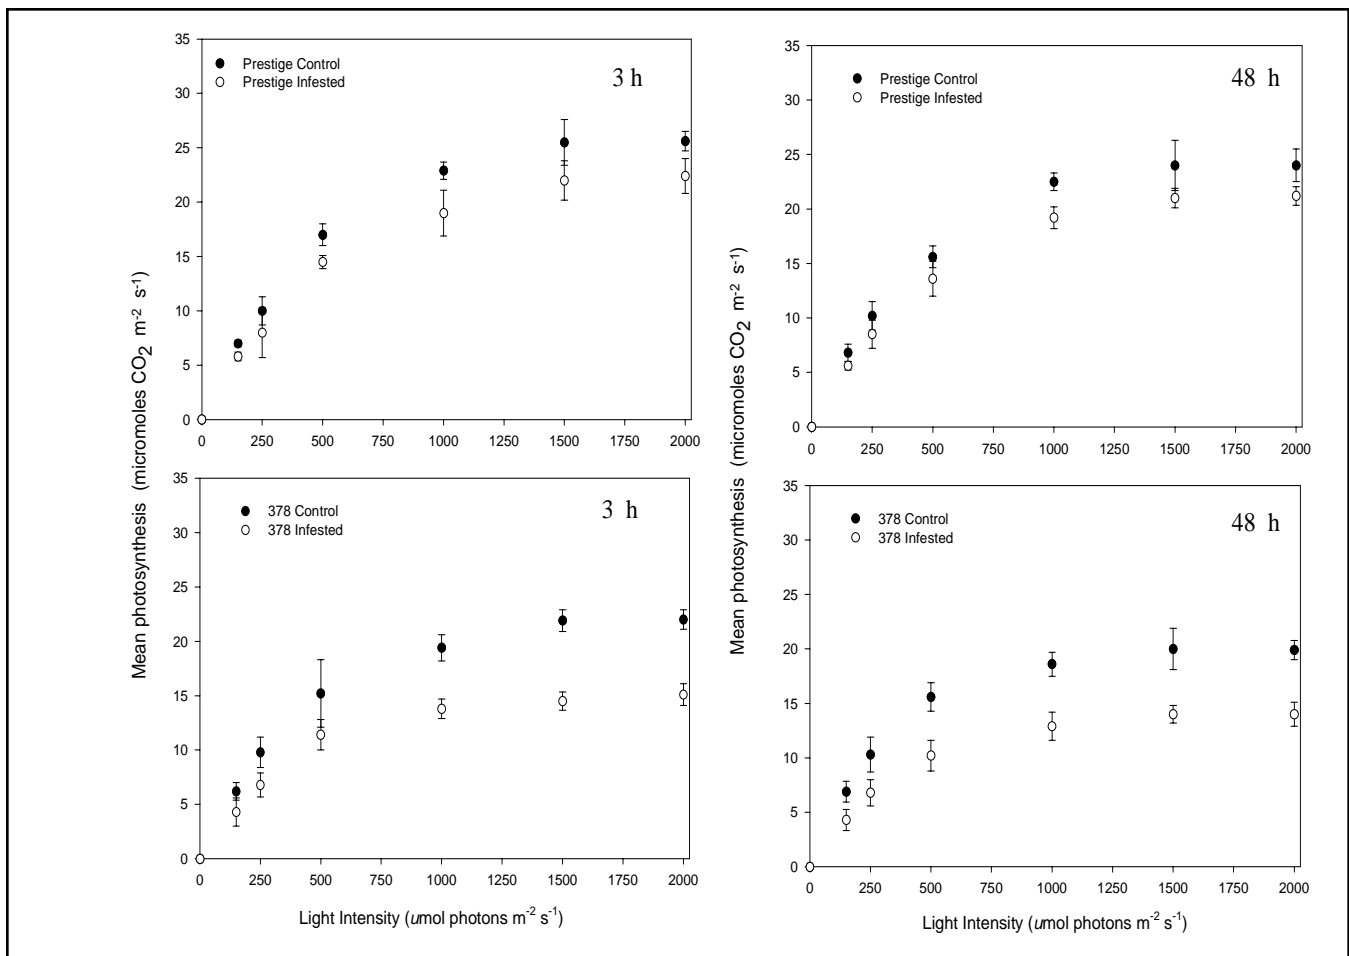 Mean photosynthesis (micromoles CO2 m-2 s-1)
35
30
25
20
15
10
5
0
Prestige Control
Prestige Infested
3 h
0 250 500 750 1000 1250 1500 1750 2000
35
30
25
20
15
10
5
0
378 Control
378 Infested
3 h
0 250 500 750 1000 1250 1500 1750 2000
Light Intensity (umol photons m-2 s-1)
Mean photosynthesis (micromoles CO2 m-2 s-1)
35
30
25
20
15
10
5
0
Prestige Control
Prestige Infested
48 h
0 250 500 750 1000 1250 1500 1750 2000
35
30
25
20
15
10
5
0
378 Control
378 Infested
48 h
0 250 500 750 1000 1250 1500 1750 2000
Light Intensity (umol photons m-2 s-1)